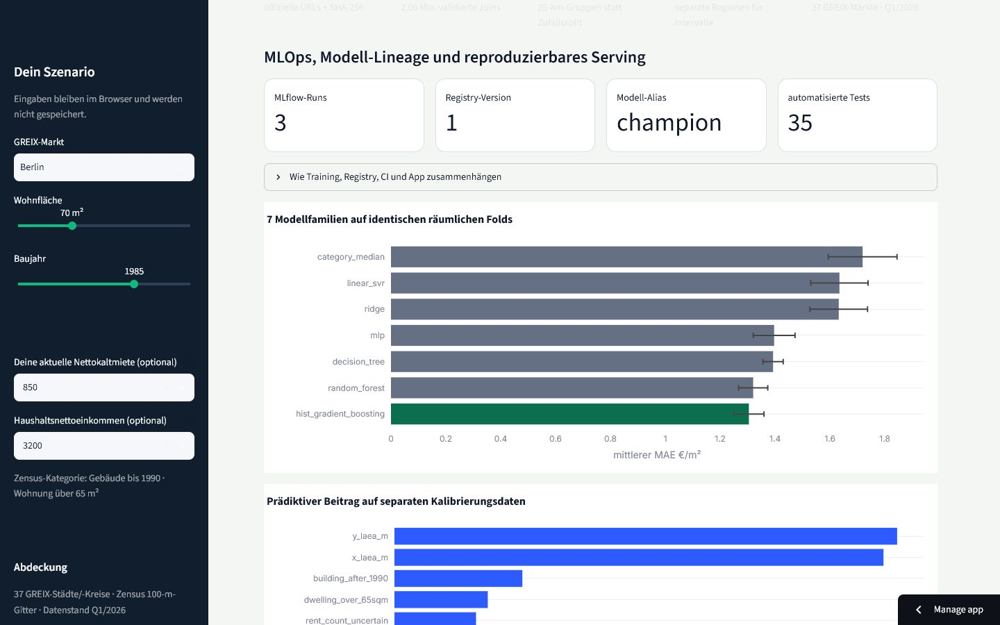 Dein Szenario
Eingaben bleiben im Browser und werden
nicht gespeichert.
GREIX-Markt
Berlin
Wohnfläche
70 m²
Baujahr
1985
Deine aktuelle Nettokaltmiete (optional)
850
Haushaltsnettoeinkommen (optional)
3200
Zensus-Kategorie: Gebäude bis 1990 ·
Wohnung über 65 m²
Abdeckung
37 GREIX-Städte/-Kreise · Zensus 100-m-
Gitter · Datenstand Q1/2026
offizielle URLs + SHA-256
2,06 Mio. validierte Joins
25-km-Gruppen statt
Zufallssplit
separate Regionen für
Intervalle
37 GREIX-Märkte · Q1/2026
MLOps, Modell-Lineage und reproduzierbares Serving
MLflow-Runs
3
Registry-Version
1
Modell-Alias
champion
automatisierte Tests
35
Wie Training, Registry, CI und App zusammenhängen
7 Modellfamilien auf identischen räumlichen Folds
category_median
linear_svr
ridge
mlp
decision_tree
random_forest
hist_gradient_boosting
0 0.2 0.4 0.6 0.8 1 1.2 1.4 1.6 1.8
mittlerer MAE €/m²
Prädiktiver Beitrag auf separaten Kalibrierungsdaten
y_laea_m
x_laea_m
building_after_1990
dwelling_over_65sqm
rent_count_uncertain
Manage app